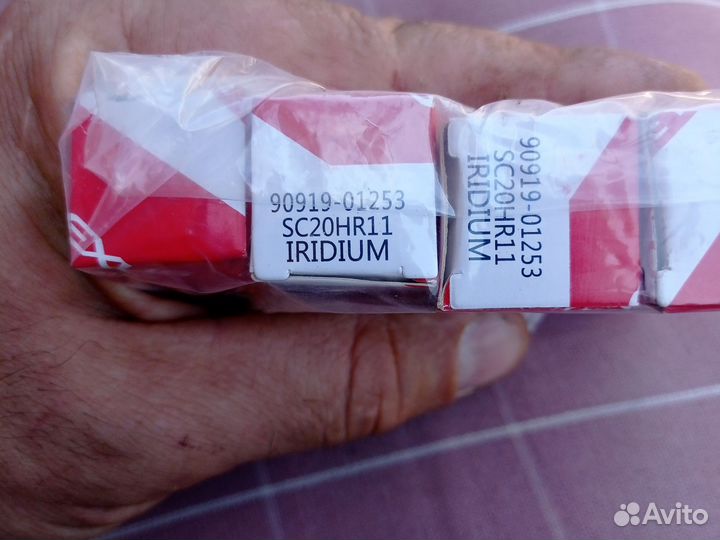 90919-01253
SC20HR11
IRIDIUM
90919-01253
SC20HR11
IRIDIUM
Avito